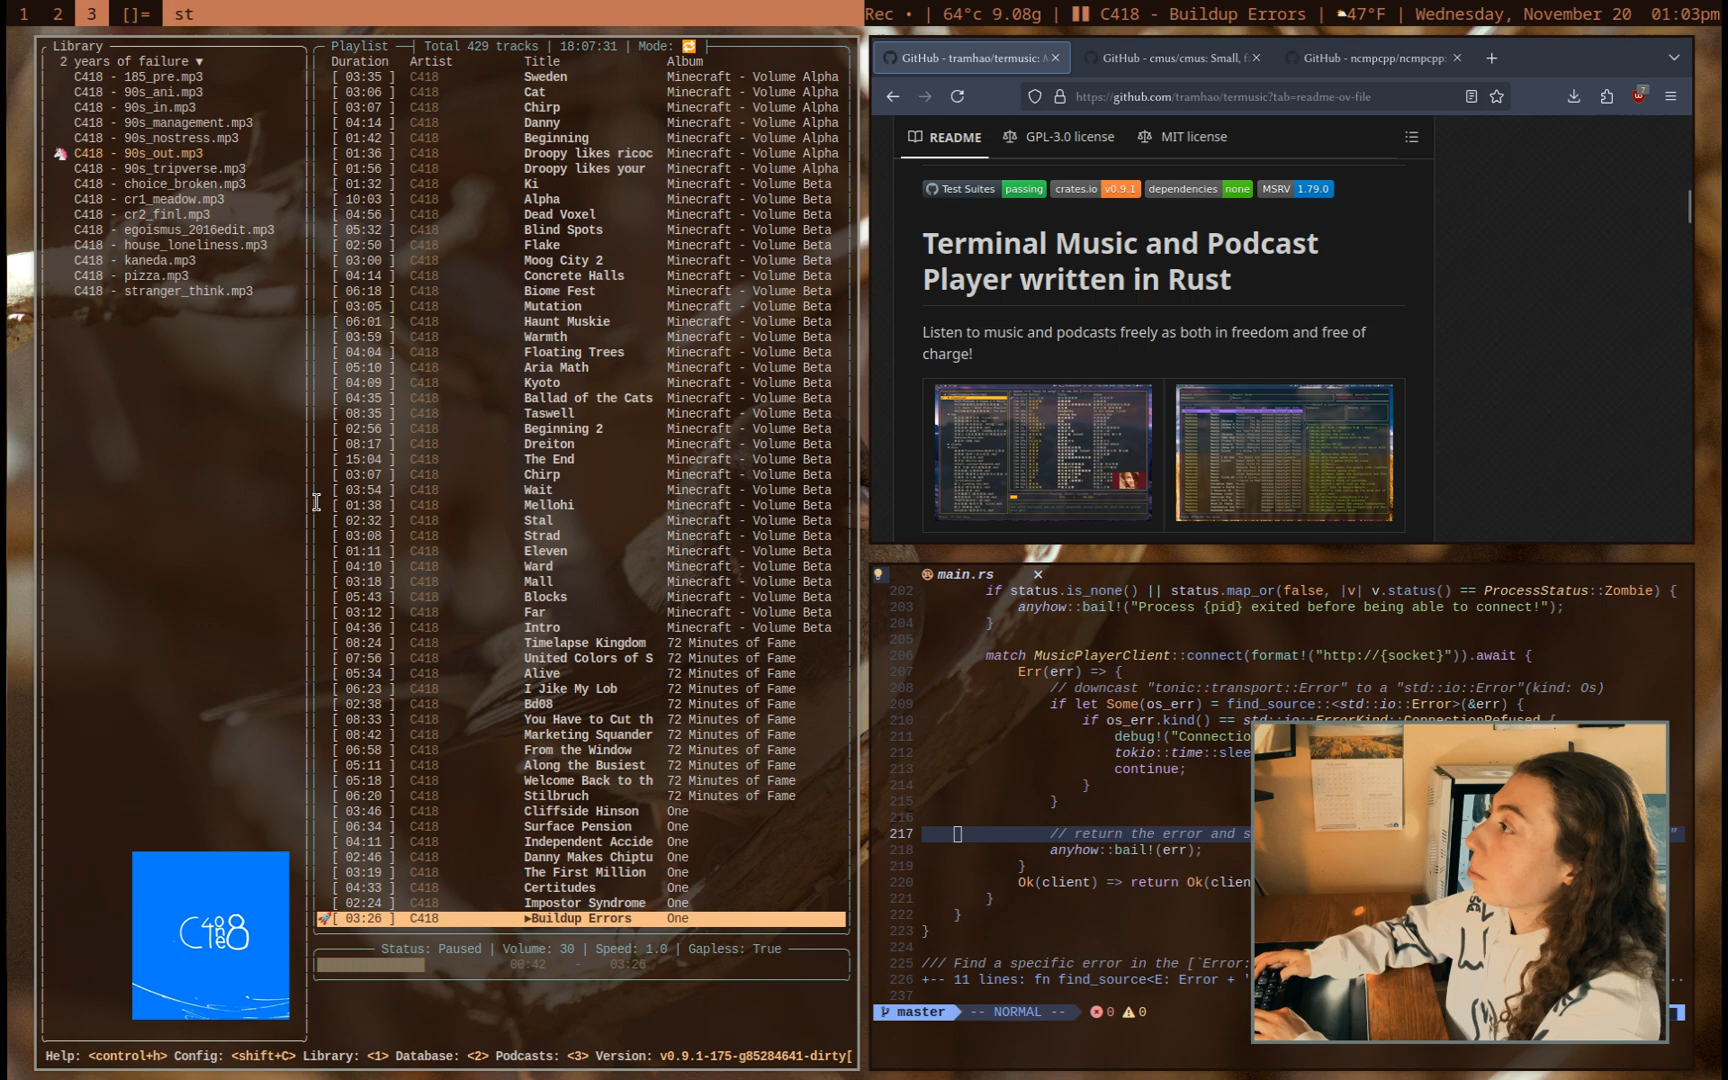 1 2 3 []= st
Rec • | 64°c 9.08g | C418 - Buildup Errors | 47°F | Wednesday, November 20 01:03pm
Library
2 years of failure ▼
C418 - 185_pre.mp3
C418 - 90s_ani.mp3
C418 - 90s_in.mp3
C418 - 90s_management.mp3
C418 - 90s_nostress.mp3
C418 - 90s_out.mp3
C418 - 90s_tripverse.mp3
C418 - choice_broken.mp3
C418 - cr1_meadow.mp3
C418 - cr2_finl.mp3
C418 - egoismus_2016edit.mp3
C418 - house_loneliness.mp3
C418 - kaneda.mp3
C418 - pizza.mp3
C418 - stranger_think.mp3
C418 one
Playlist | Total 429 tracks | 18:07:31 | Mode: 🔁 |
Duration Artist Title Album
[ 03:35 ] C418 Sweden Minecraft - Volume Alpha
[ 03:06 ] C418 Cat Minecraft - Volume Alpha
[ 03:07 ] C418 Chirp Minecraft - Volume Alpha
[ 04:14 ] C418 Danny Minecraft - Volume Alpha
[ 01:42 ] C418 Beginning Minecraft - Volume Alpha
[ 01:36 ] C418 Droopy likes ricoc Minecraft - Volume Alpha
[ 01:56 ] C418 Droopy likes your Minecraft - Volume Alpha
[ 01:32 ] C418 Ki Minecraft - Volume Beta
[ 10:03 ] C418 Alpha Minecraft - Volume Beta
[ 04:56 ] C418 Dead Voxel Minecraft - Volume Beta
[ 05:32 ] C418 Blind Spots Minecraft - Volume Beta
[ 02:50 ] C418 Flake Minecraft - Volume Beta
[ 03:00 ] C418 Moog City 2 Minecraft - Volume Beta
[ 04:14 ] C418 Concrete Halls Minecraft - Volume Beta
[ 06:18 ] C418 Biome Fest Minecraft - Volume Beta
[ 03:05 ] C418 Mutation Minecraft - Volume Beta
[ 06:01 ] C418 Haunt Muskie Minecraft - Volume Beta
[ 03:59 ] C418 Warmth Minecraft - Volume Beta
[ 04:04 ] C418 Floating Trees Minecraft - Volume Beta
[ 05:10 ] C418 Aria Math Minecraft - Volume Beta
[ 04:09 ] C418 Kyoto Minecraft - Volume Beta
[ 04:35 ] C418 Ballad of the Cats Minecraft - Volume Beta
[ 08:35 ] C418 Taswell Minecraft - Volume Beta
[ 02:56 ] C418 Beginning 2 Minecraft - Volume Beta
[ 08:17 ] C418 Dreiton Minecraft - Volume Beta
[ 15:04 ] C418 The End Minecraft - Volume Beta
[ 03:07 ] C418 Chirp Minecraft - Volume Beta
[ 03:54 ] C418 Wait Minecraft - Volume Beta
[ 01:38 ] C418 Mellohi Minecraft - Volume Beta
[ 02:32 ] C418 Stal Minecraft - Volume Beta
[ 03:08 ] C418 Strad Minecraft - Volume Beta
[ 01:11 ] C418 Eleven Minecraft - Volume Beta
[ 04:10 ] C418 Ward Minecraft - Volume Beta
[ 03:18 ] C418 Mall Minecraft - Volume Beta
[ 05:43 ] C418 Blocks Minecraft - Volume Beta
[ 03:12 ] C418 Far Minecraft - Volume Beta
[ 04:36 ] C418 Intro Minecraft - Volume Beta
[ 08:24 ] C418 Timelapse Kingdom 72 Minutes of Fame
[ 07:56 ] C418 United Colors of S 72 Minutes of Fame
[ 05:34 ] C418 Alive 72 Minutes of Fame
[ 06:23 ] C418 I Jike My Lob 72 Minutes of Fame
[ 02:38 ] C418 Bd08 72 Minutes of Fame
[ 08:33 ] C418 You Have to Cut th 72 Minutes of Fame
[ 08:42 ] C418 Marketing Squander 72 Minutes of Fame
[ 06:58 ] C418 From the Window 72 Minutes of Fame
[ 05:11 ] C418 Along the Busiest 72 Minutes of Fame
[ 05:18 ] C418 Welcome Back to th 72 Minutes of Fame
[ 06:20 ] C418 Stilbruch 72 Minutes of Fame
[ 03:46 ] C418 Cliffside Hinson One
[ 06:34 ] C418 Surface Pension One
[ 04:11 ] C418 Independent Accide One
[ 02:46 ] C418 Danny Makes Chiptu One
[ 03:19 ] C418 The First Million One
[ 04:33 ] C418 Certitudes One
[ 02:24 ] C418 Impostor Syndrome One
🚀[ 03:26 ] C418 ►Buildup Errors One
Status: Paused | Volume: 30 | Speed: 1.0 | Gapless: True
00:42 - 03:26
Help: <control+h> Config: <shift+C> Library: <1> Database: <2> Podcasts: <3> Version: v0.9.1-175-g85284641-dirty[
GitHub - tramhao/termusic: M × GitHub - cmus/cmus: Small, f × GitHub - ncmpcpp/ncmpcpp: × +
https://github.com/tramhao/termusic?tab=readme-ov-file 7
README GPL-3.0 license MIT license
Test Suites passing crates.io v0.9.1 dependencies none MSRV 1.79.0
Terminal Music and Podcast
Player written in Rust
Listen to music and podcasts freely as both in freedom and free of
charge!
main.rs ×
202 if status.is_none() || status.map_or(false, |v| v.status() == ProcessStatus::Zombie) {
203 anyhow::bail!("Process {pid} exited before being able to connect!");
204 }
205
206 match MusicPlayerClient::connect(format!("http://{socket}")).await {
207 Err(err) => {
208 // downcast "tonic::transport::Error" to a "std::io::Error"(kind: Os)
209 if let Some(os_err) = find_source::<std::io::Error>(&err) {
210 if os_err.kind() == std::io::ErrorKind::ConnectionRefused {
211 debug!("Connectio
212 tokio::time::slee
213 continue;
214 }
215 }
216
217 // return the error and s "
218 anyhow::bail!(err);
219 }
220 Ok(client) => return Ok(clien
221 }
222 }
223 }
224
225 /// Find a specific error in the [`Error:
226 +-- 11 lines: fn find_source<E: Error + '
237
master -- NORMAL -- 0 0